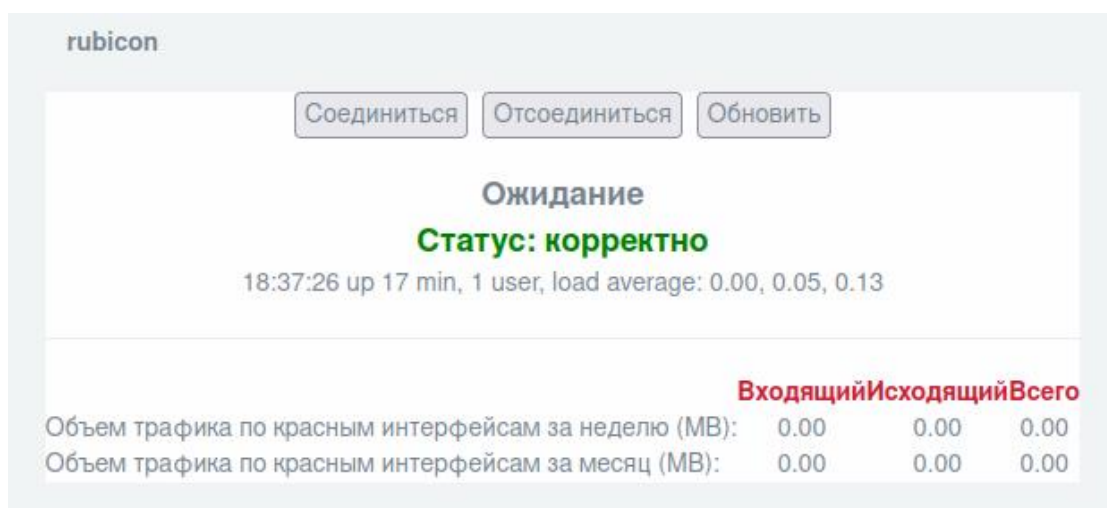 rubicon
Соединиться Отсоединиться Обновить
Ожидание
Статус: корректно
18:37:26 up 17 min, 1 user, load average: 0.00, 0.05, 0.13
ВходящийИсходящийВсего
Объем трафика по красным интерфейсам за неделю (MB): 0.00 0.00 0.00
Объем трафика по красным интерфейсам за месяц (MB): 0.00 0.00 0.00